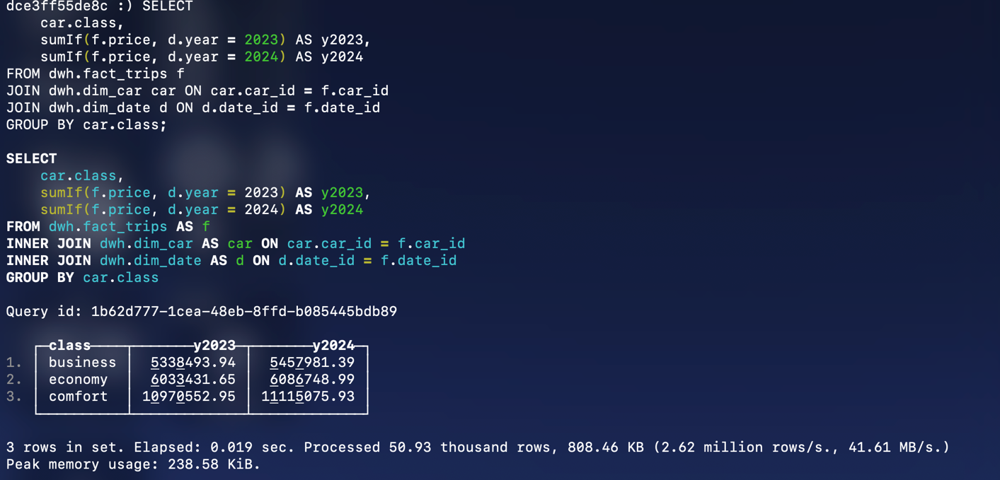 dce3ff55de8c :) SELECT
    car.class,
    sumIf(f.price, d.year = 2023) AS y2023,
    sumIf(f.price, d.year = 2024) AS y2024
FROM dwh.fact_trips f
JOIN dwh.dim_car car ON car.car_id = f.car_id
JOIN dwh.dim_date d ON d.date_id = f.date_id
GROUP BY car.class;

SELECT
    car.class,
    sumIf(f.price, d.year = 2023) AS y2023,
    sumIf(f.price, d.year = 2024) AS y2024
FROM dwh.fact_trips AS f
INNER JOIN dwh.dim_car AS car ON car.car_id = f.car_id
INNER JOIN dwh.dim_date AS d ON d.date_id = f.date_id
GROUP BY car.class

Query id: 1b62d777-1cea-48eb-8ffd-b085445bdb89

   ┌─class────┬───────y2023─┬───────y2024─┐
1. │ business │  5338493.94 │  5457981.39 │
2. │ economy  │  6033431.65 │  6086748.99 │
3. │ comfort  │ 10970552.95 │ 11115075.93 │
   └──────────┴─────────────┴─────────────┘

3 rows in set. Elapsed: 0.019 sec. Processed 50.93 thousand rows, 808.46 KB (2.62 million rows/s., 41.61 MB/s.)
Peak memory usage: 238.58 KiB.